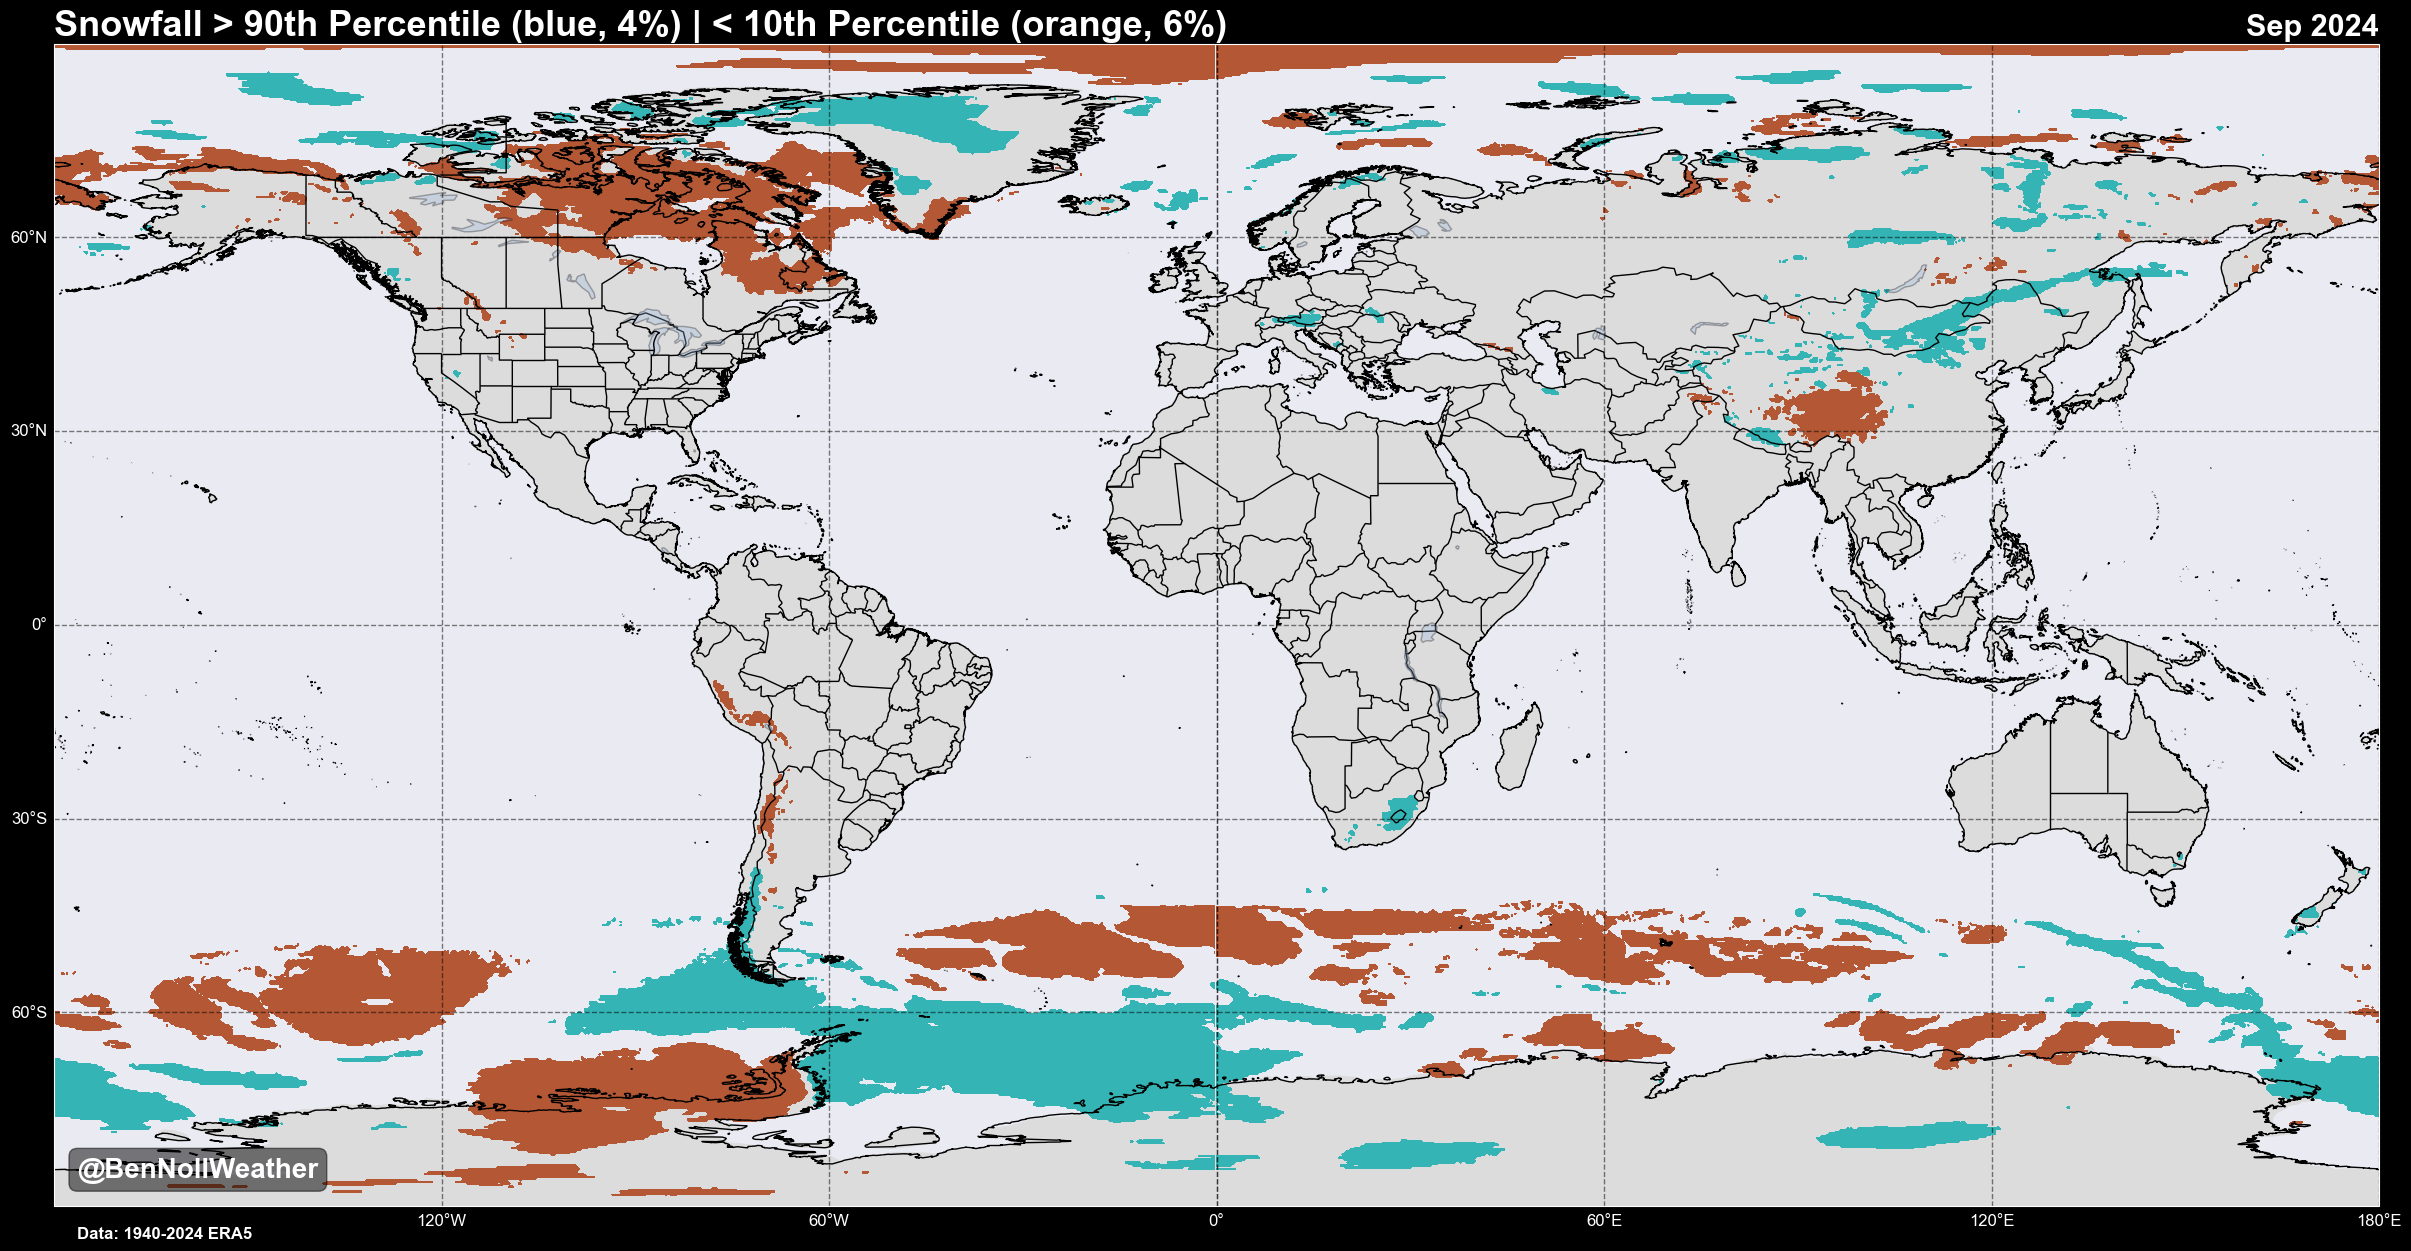 Snowfall > 90th Percentile (blue, 4%) | < 10th Percentile (orange, 6%)
Sep 2024
60°N
30°N
0°
30°S
60°S
@BenNollWeather
120°W
60°W
0°
60°E
120°E
180°E
Data: 1940-2024 ERA5